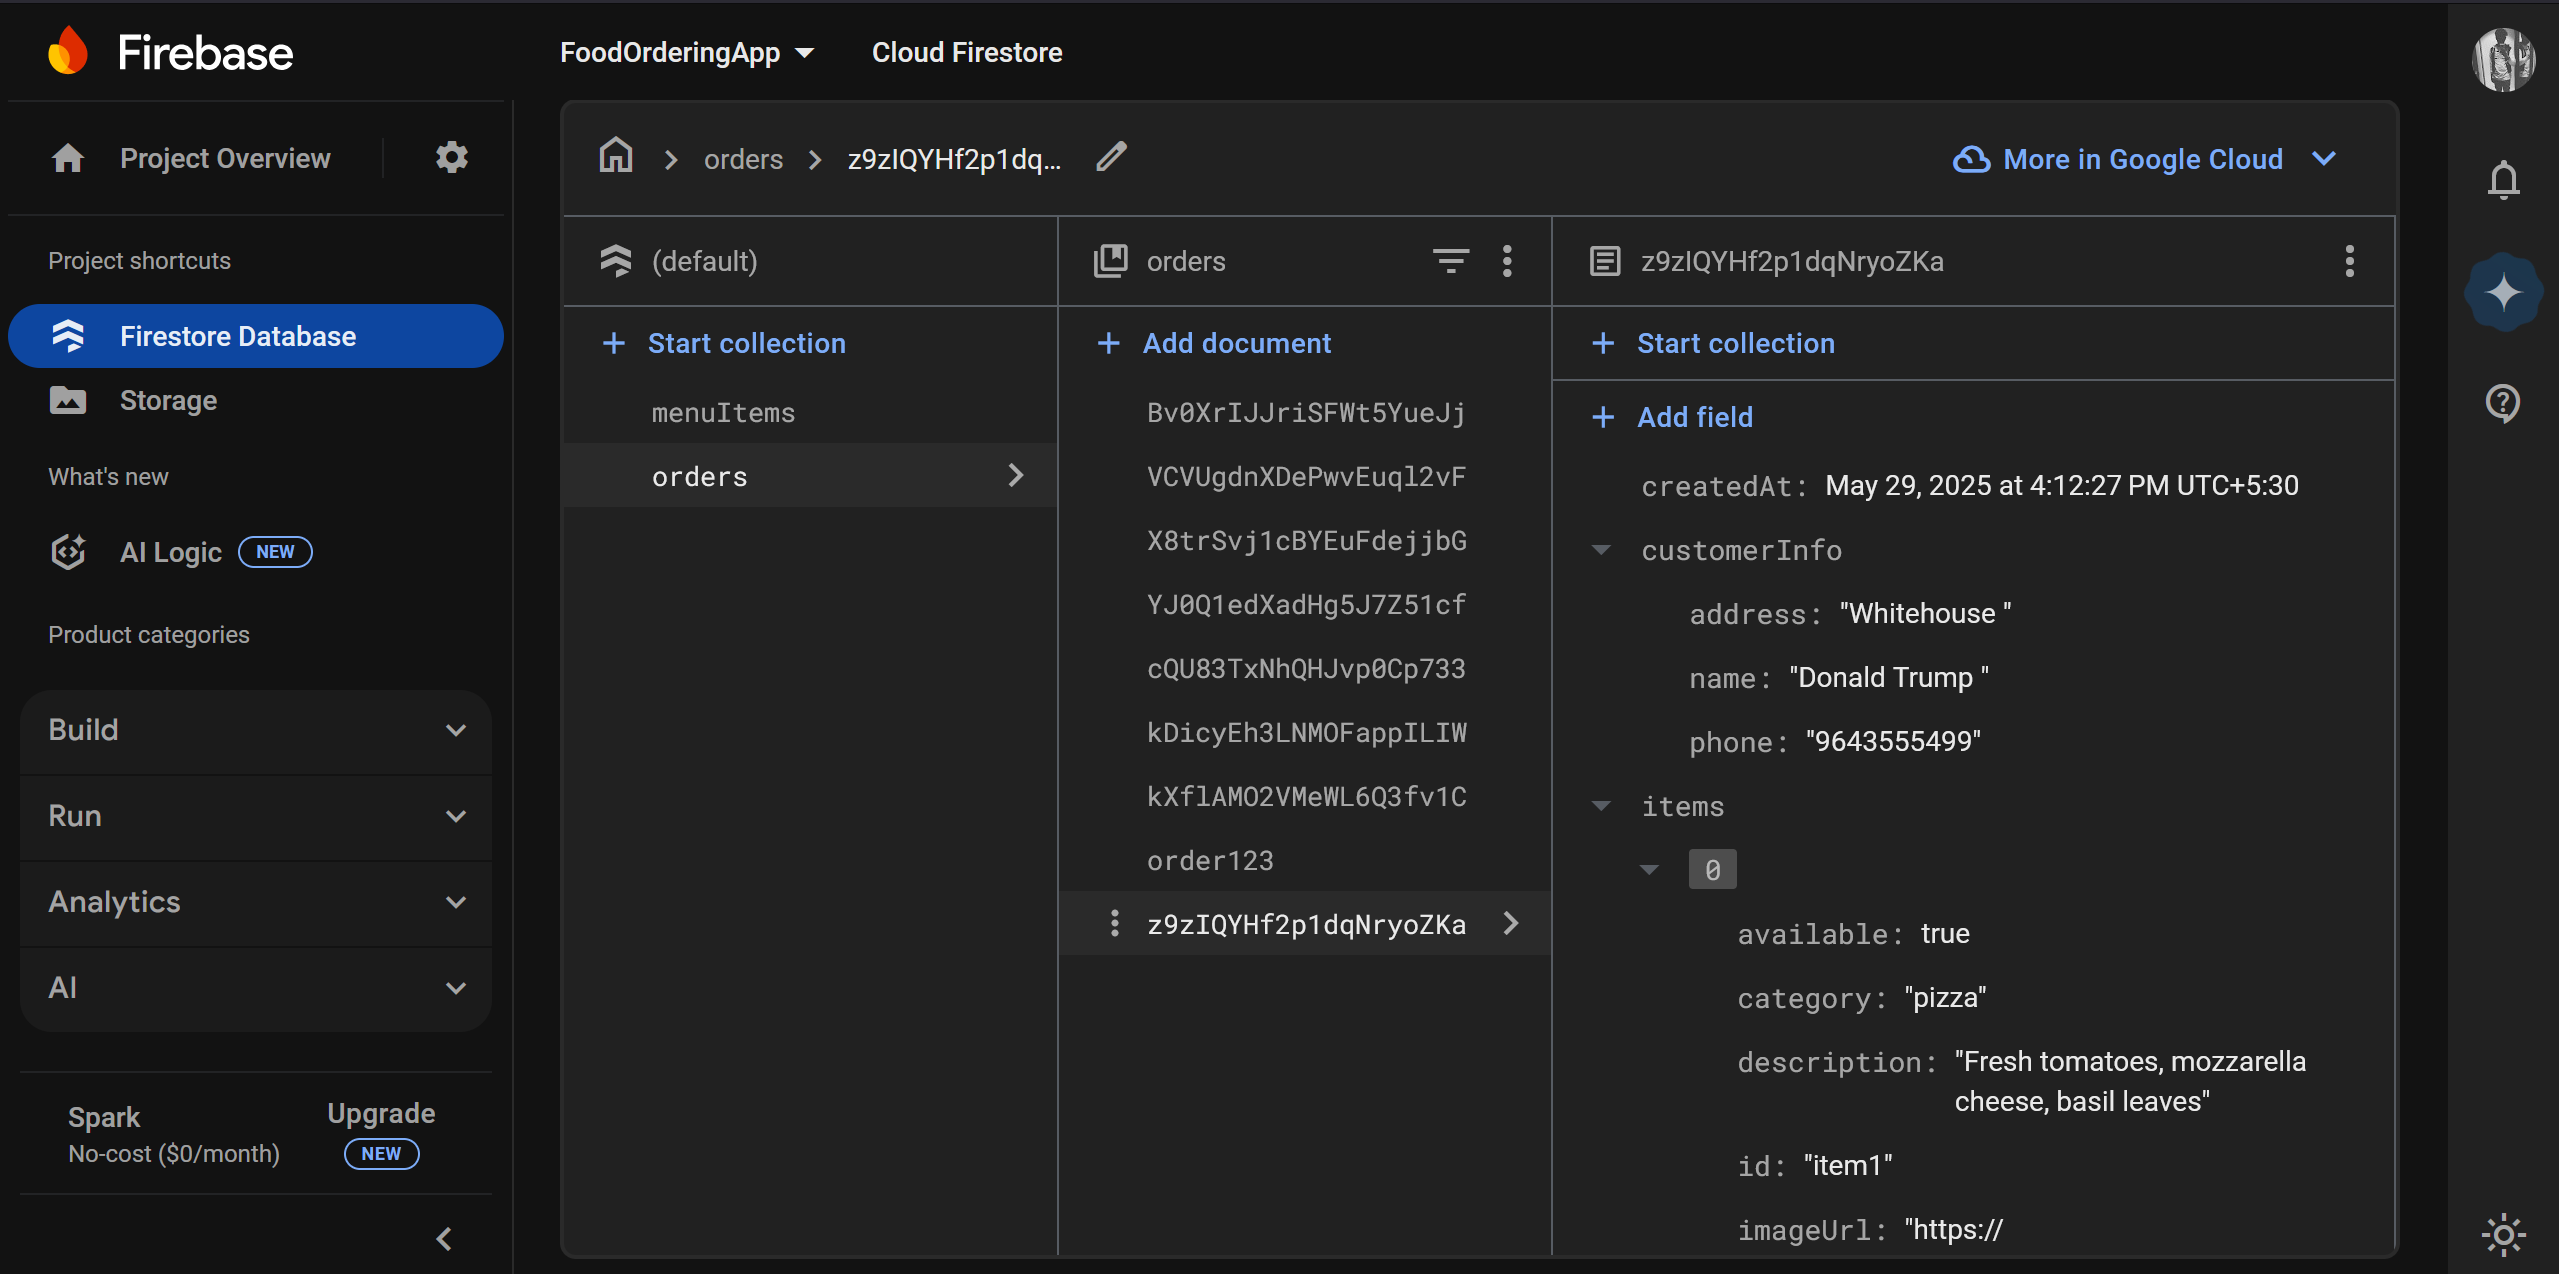 Firebase
FoodOrderingApp
Cloud Firestore
Project Overview
Project shortcuts
Firestore Database
Storage
What's new
AI Logic NEW
Product categories
Build
Run
Analytics
AI
Spark
No-cost ($0/month)
Upgrade
NEW
orders
z9zIQYHf2p1dq...
More in Google Cloud
(default)
Start collection
menuItems
orders
orders
Add document
Bv0XrIJJriSFWt5YueJj
VCVUgdnXDePwvEuql2vF
X8trSvj1cBYEuFdejjbG
YJ0Q1edXadHg5J7Z51cf
cQU83TxNhQHJvp0Cp733
kDicyEh3LNMOFappILIW
kXflAMO2VMeWL6Q3fv1C
order123
z9zIQYHf2p1dqNryoZKa
z9zIQYHf2p1dqNryoZKa
Start collection
Add field
createdAt: May 29, 2025 at 4:12:27 PM UTC+5:30
customerInfo
address: "Whitehouse "
name: "Donald Trump "
phone: "9643555499"
items
0
available: true
category: "pizza"
description: "Fresh tomatoes, mozzarella
cheese, basil leaves"
id: "item1"
imageUrl: "https://